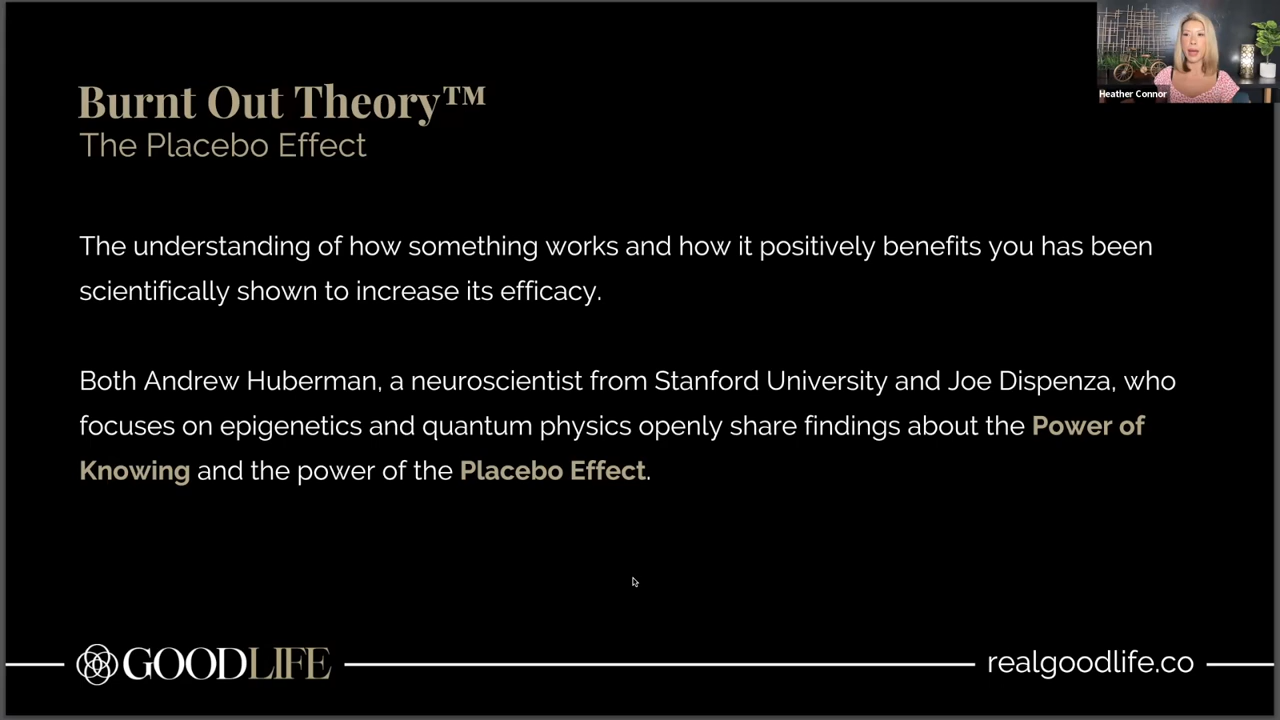 Heather Connor
Burnt Out Theory™
The Placebo Effect
The understanding of how something works and how it positively benefits you has been
scientifically shown to increase its efficacy.
Both Andrew Huberman, a neuroscientist from Stanford University and Joe Dispenza, who
focuses on epigenetics and quantum physics openly share findings about the Power of
Knowing and the power of the Placebo Effect.
GOODLIFE
realgoodlife.co